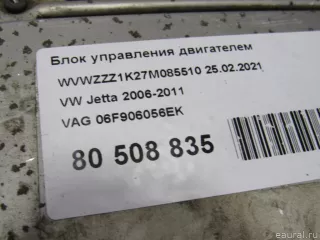 Блок управления двигателем
WVWZZZ1K27M085510 25.02.2021
VW Jetta 2006-2011
VAG 06F906056EK
80 508 835
© eaural.ru